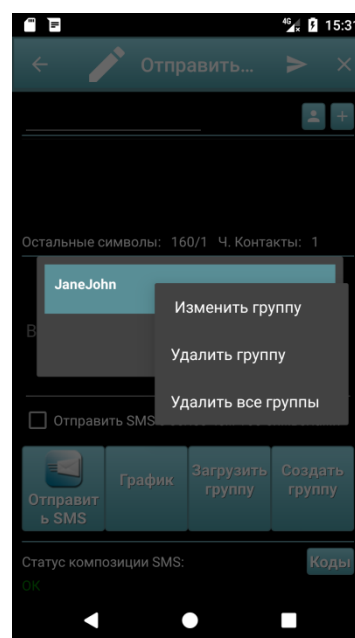 4G 15:31
Отправить...
Остальные символы: 160/1 Ч. Контакты: 1
JaneJohn
Изменить группу
В
Удалить группу
Удалить все группы
Отправить SMS
Отправит
ь SMS
График
Загрузить
группу
Создать
группу
Статус композиции SMS:
Коды
OK